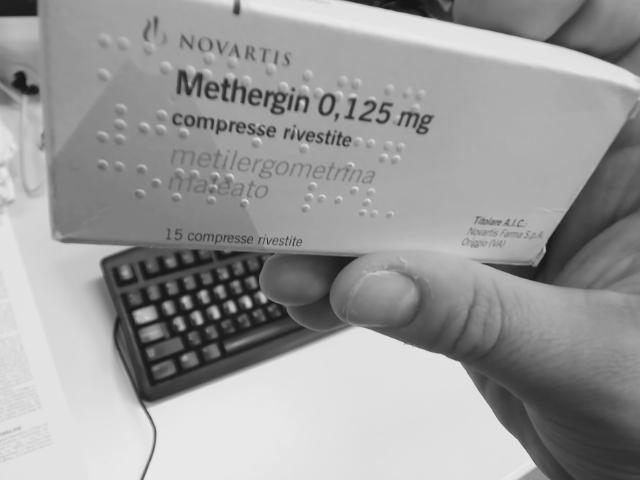 NOVARTIS
Methergin 0,125 mg
compresse rivestite
metilergometrina
maleato
15 compresse rivestite
Titolare A.I.C.:
Novartis Farma S.p.A.
Origgio (VA)